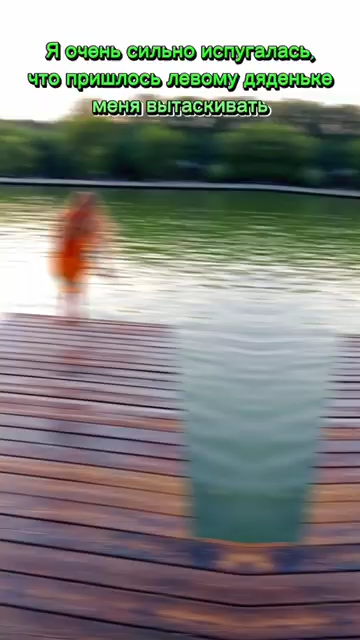 Я очень сильно испугалась,
что пришлось левому дяденьке
меня вытаскивать